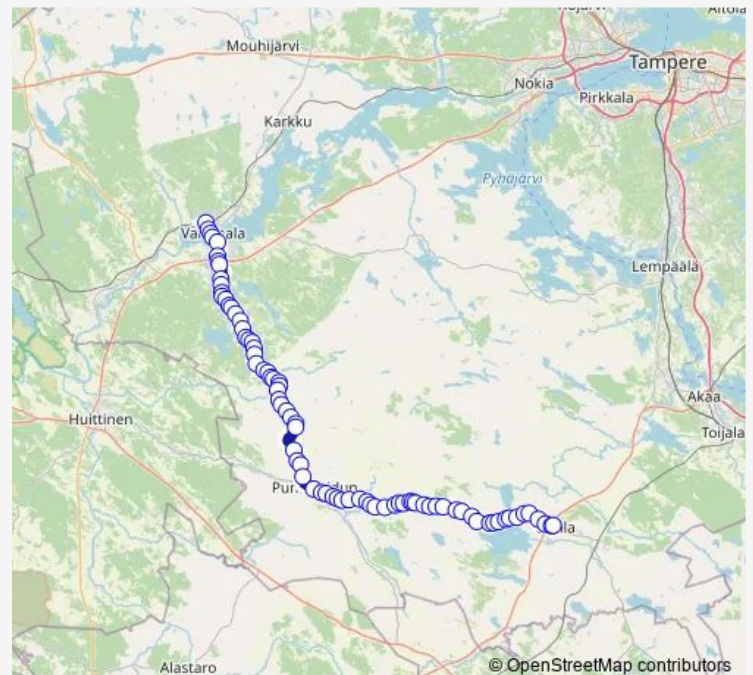 Mouhijärvi
Tampere
Nokia
Pirkkala
Karkku
Pyhäjärvi
Lempäälä
Akaa
Huittinen
Toijala
Alastaro
© OpenStreetMap contributors